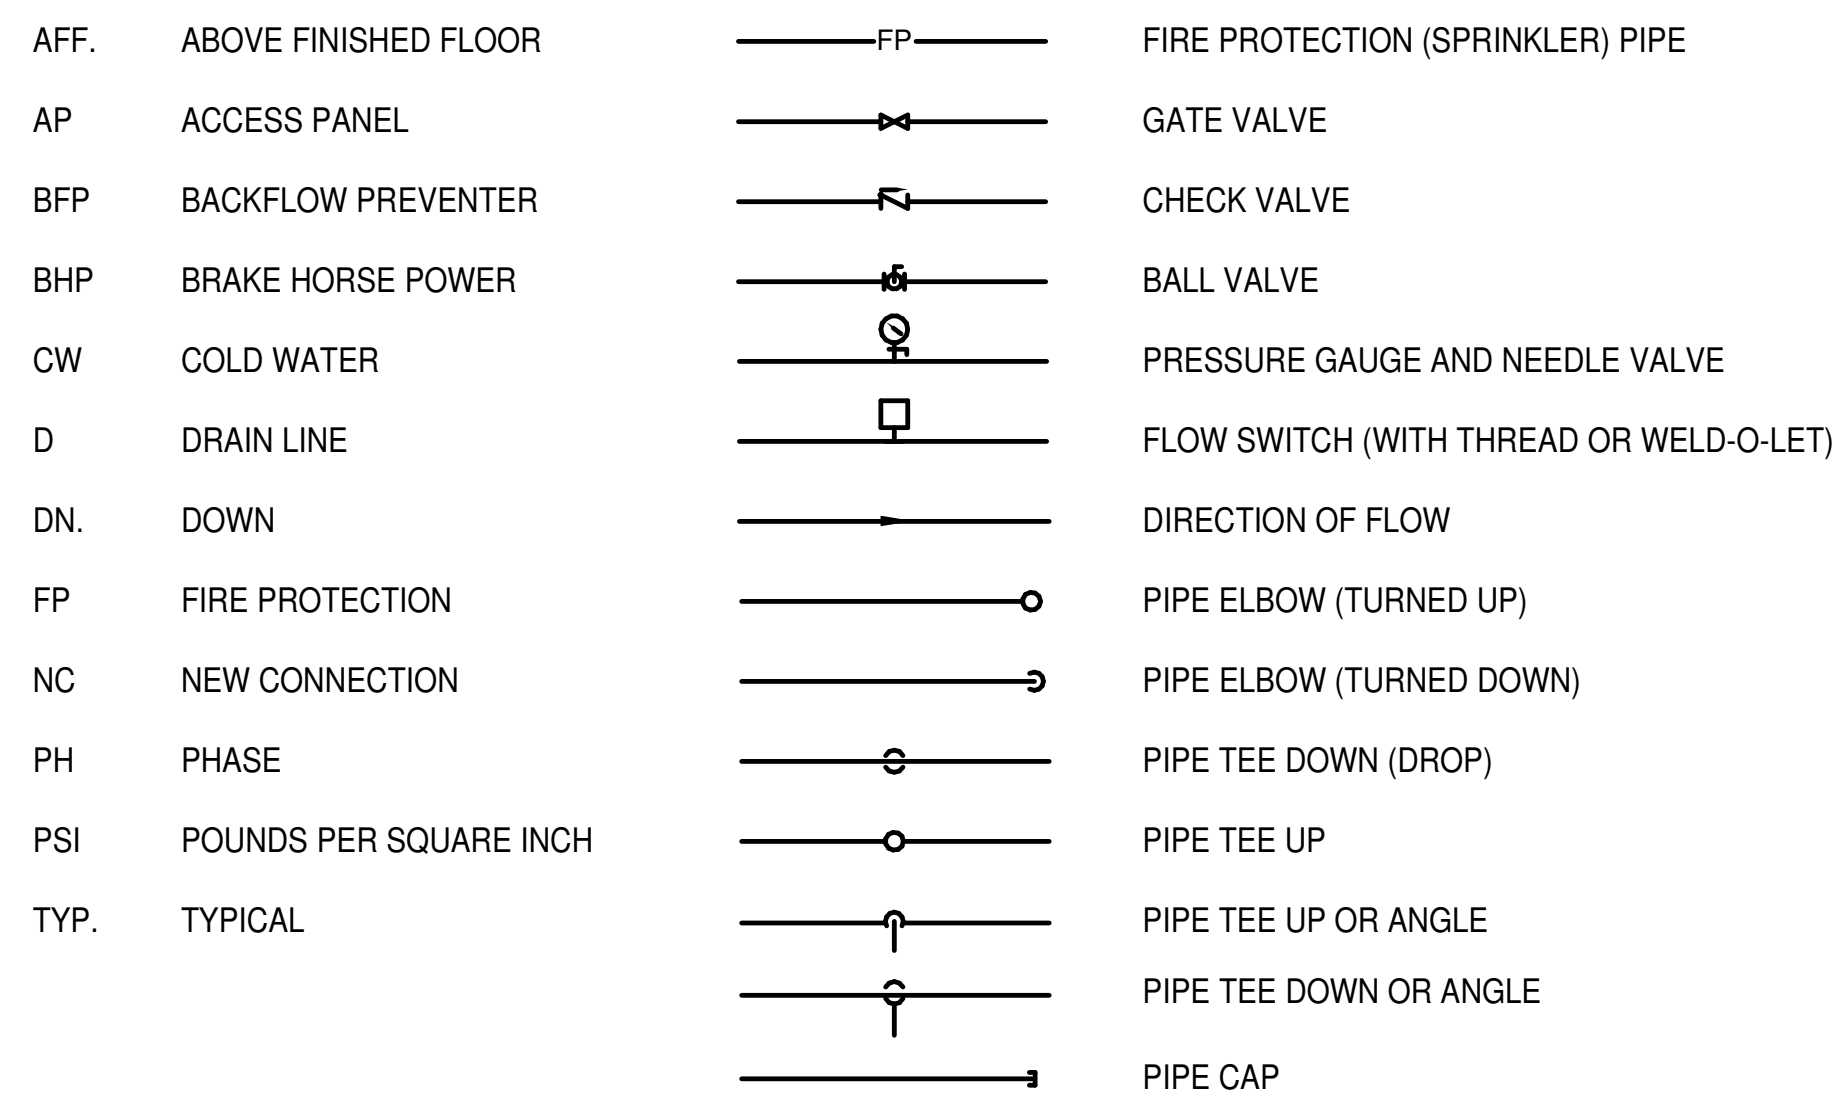 AFF. ABOVE FINISHED FLOOR FP FIRE PROTECTION (SPRINKLER) PIPE
AP ACCESS PANEL GATE VALVE
BFP BACKFLOW PREVENTER CHECK VALVE
BHP BRAKE HORSE POWER BALL VALVE
CW COLD WATER PRESSURE GAUGE AND NEEDLE VALVE
D DRAIN LINE FLOW SWITCH (WITH THREAD OR WELD-O-LET)
DN. DOWN DIRECTION OF FLOW
FP FIRE PROTECTION PIPE ELBOW (TURNED UP)
NC NEW CONNECTION PIPE ELBOW (TURNED DOWN)
PH PHASE PIPE TEE DOWN (DROP)
PSI POUNDS PER SQUARE INCH PIPE TEE UP
TYP. TYPICAL PIPE TEE UP OR ANGLE
PIPE TEE DOWN OR ANGLE
PIPE CAP